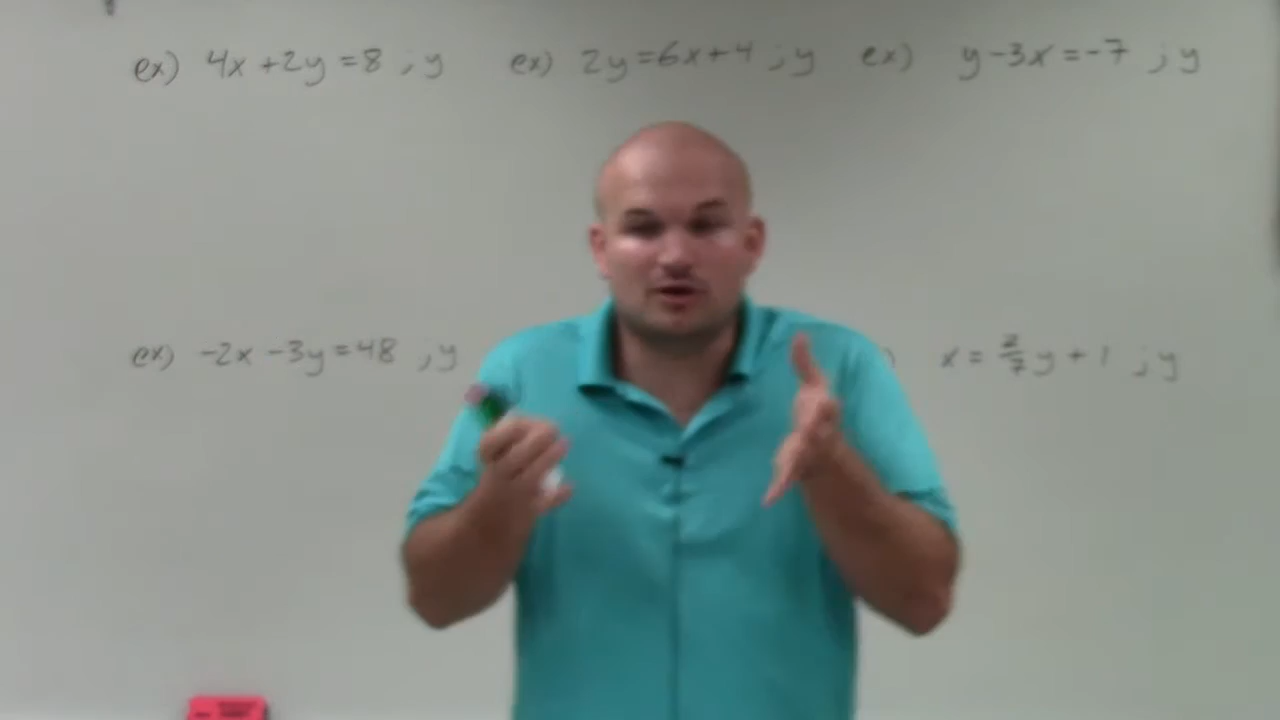 ex) 4x + 2y = 8 ; y
ex) 2y = 6x + 4 ; y
ex) y - 3x = -7 ; y
ex) -2x - 3y = 48 ; y
) x = 2/7 y + 1 ; y